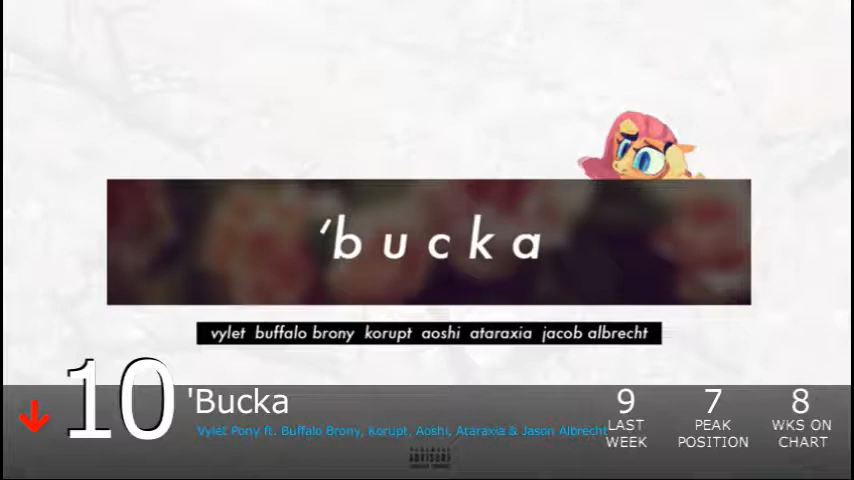 'bucka
vylet buffalo brony korupt aoshi ataraxia jacob albrecht
10
'Bucka
Vylet Pony ft. Buffalo Brony, Korupt, Aoshi, Ataraxia & Jason Albrecht
9
LAST
WEEK
7
PEAK
POSITION
8
WKS ON
CHART
ADVISORY